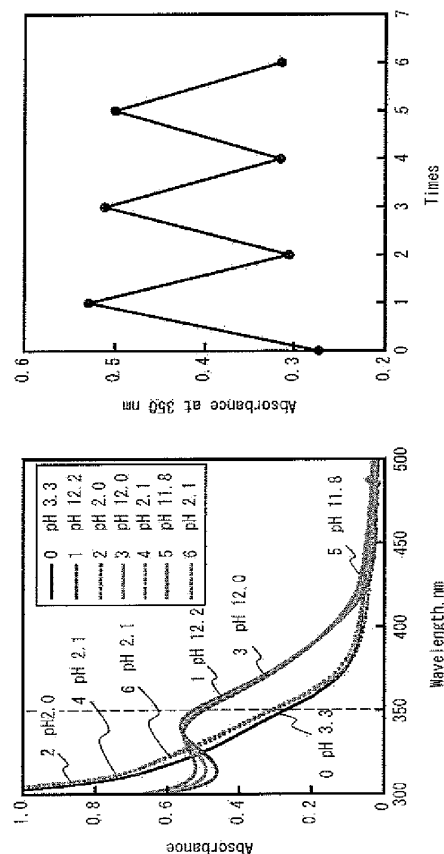 Absorbance
1.0
0.8
0.6
0.4
0.2
0
300
350
400
450
500
Wavelength.nm
0 pH 3.3
1 pH 12.2
2 pH 2.0
3 pH 12.0
4 pH 2.1
5 pH 11.8
6 pH 2.1
2 pH2.0
4 pH 2.1
6 pH 2.1
1 pH 12.2
3 pH 12.0
0 pH 3.3
5 pH 11.8
Absorbance at 350 nm
0.6
0.5
0.4
0.3
0.2
0 1 2 3 4 5 6 7
Times